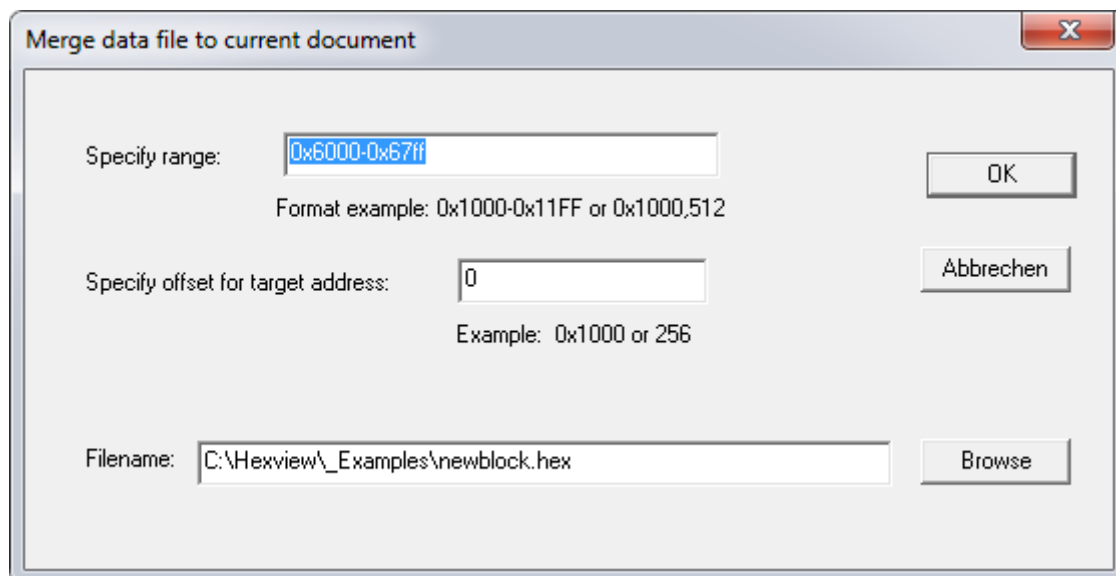 Merge data file to current document
Specify range: 0x6000-0x67ff
OK
Format example: 0x1000-0x11FF or 0x1000,512
Specify offset for target address: 0
Abbrechen
Example: 0x1000 or 256
Filename: C:\Hexview\_Examples\newblock.hex
Browse